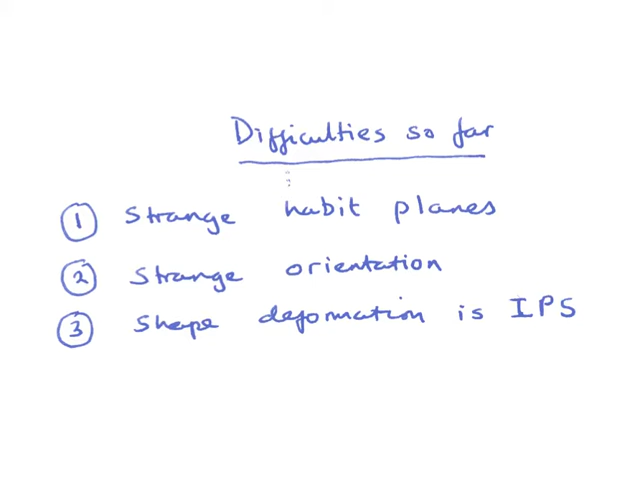 Difficulties so far
1 Strange habit planes
2 Strange orientation
3 Shape deformation is IPS